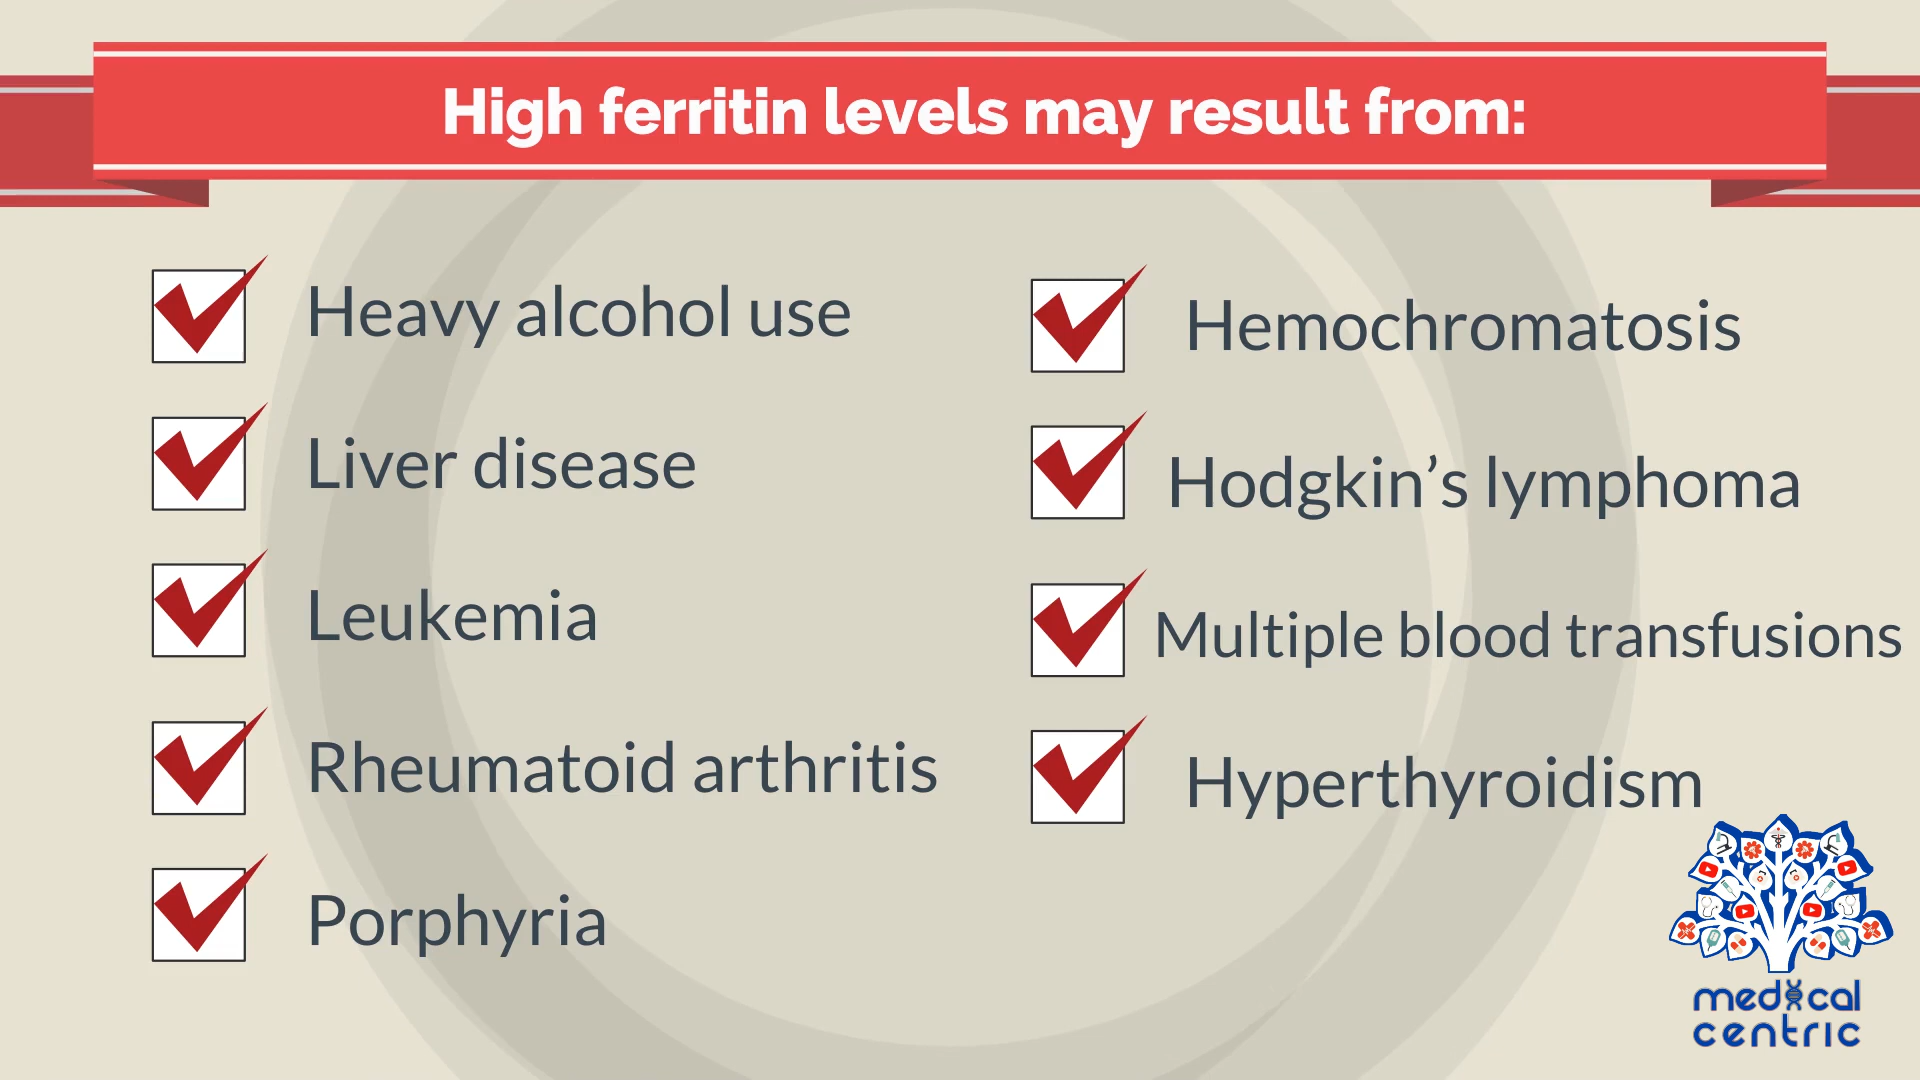 High ferritin levels may result from:
Heavy alcohol use
Liver disease
Leukemia
Rheumatoid arthritis
Porphyria
Hemochromatosis
Hodgkin’s lymphoma
Multiple blood transfusions
Hyperthyroidism
medical
centric